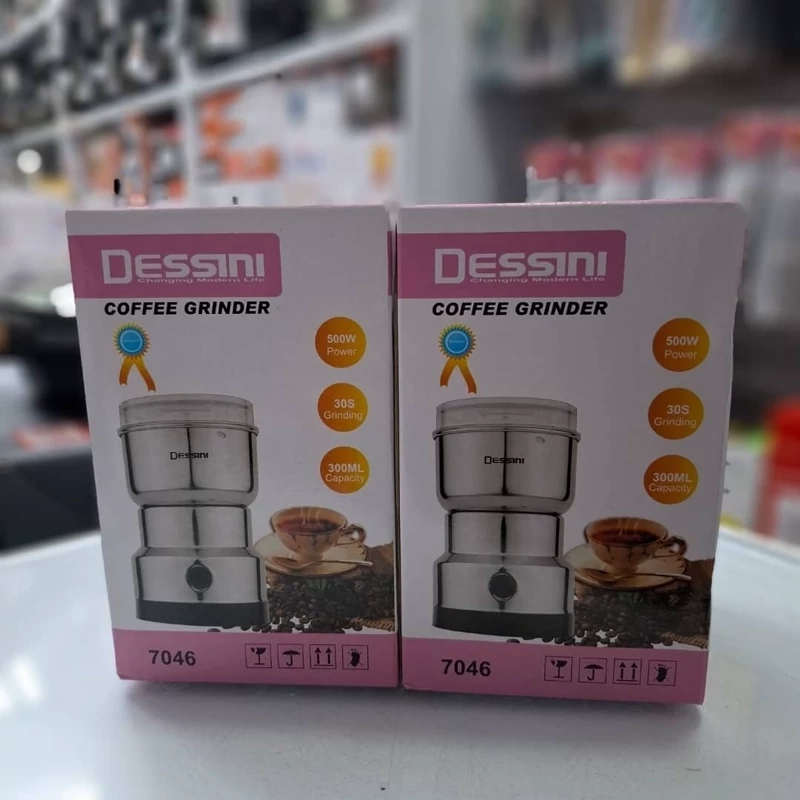 DESSINI
Changing Modern Life
COFFEE GRINDER
500W
Power
30S
Grinding
300ML
Capacity
DESSINI
7046
DESSINI
Changing Modern Life
COFFEE GRINDER
500W
Power
30S
Grinding
300ML
Capacity
DESSINI
7046